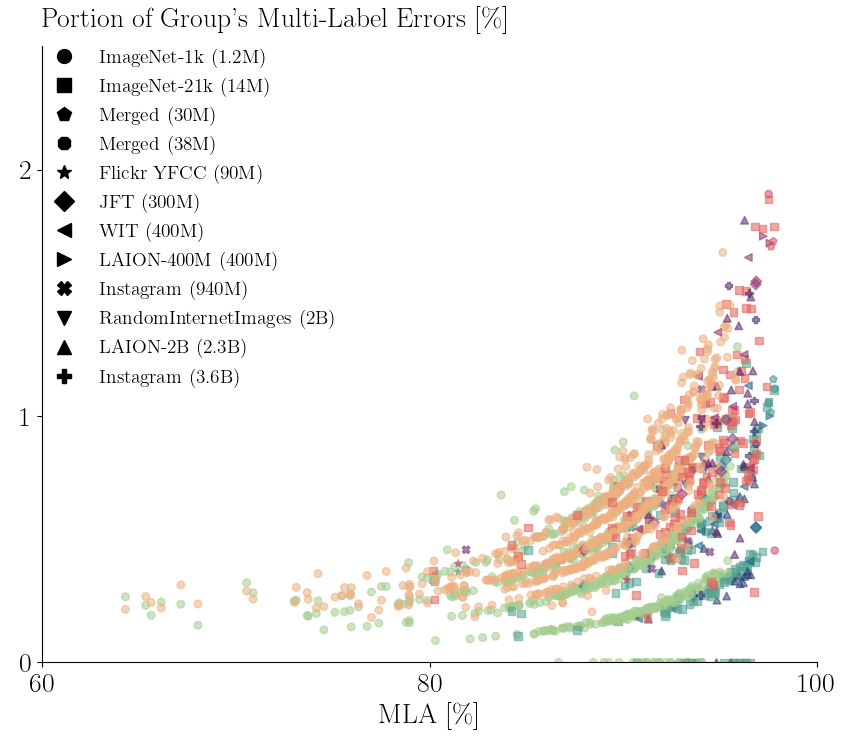 Portion of Group's Multi-Label Errors [%]
ImageNet-1k (1.2M)
ImageNet-21k (14M)
Merged (30M)
Merged (38M)
Flickr YFCC (90M)
JFT (300M)
WIT (400M)
LAION-400M (400M)
Instagram (940M)
RandomInternetImages (2B)
LAION-2B (2.3B)
Instagram (3.6B)
2
1
0
60 80 100
MLA [%]